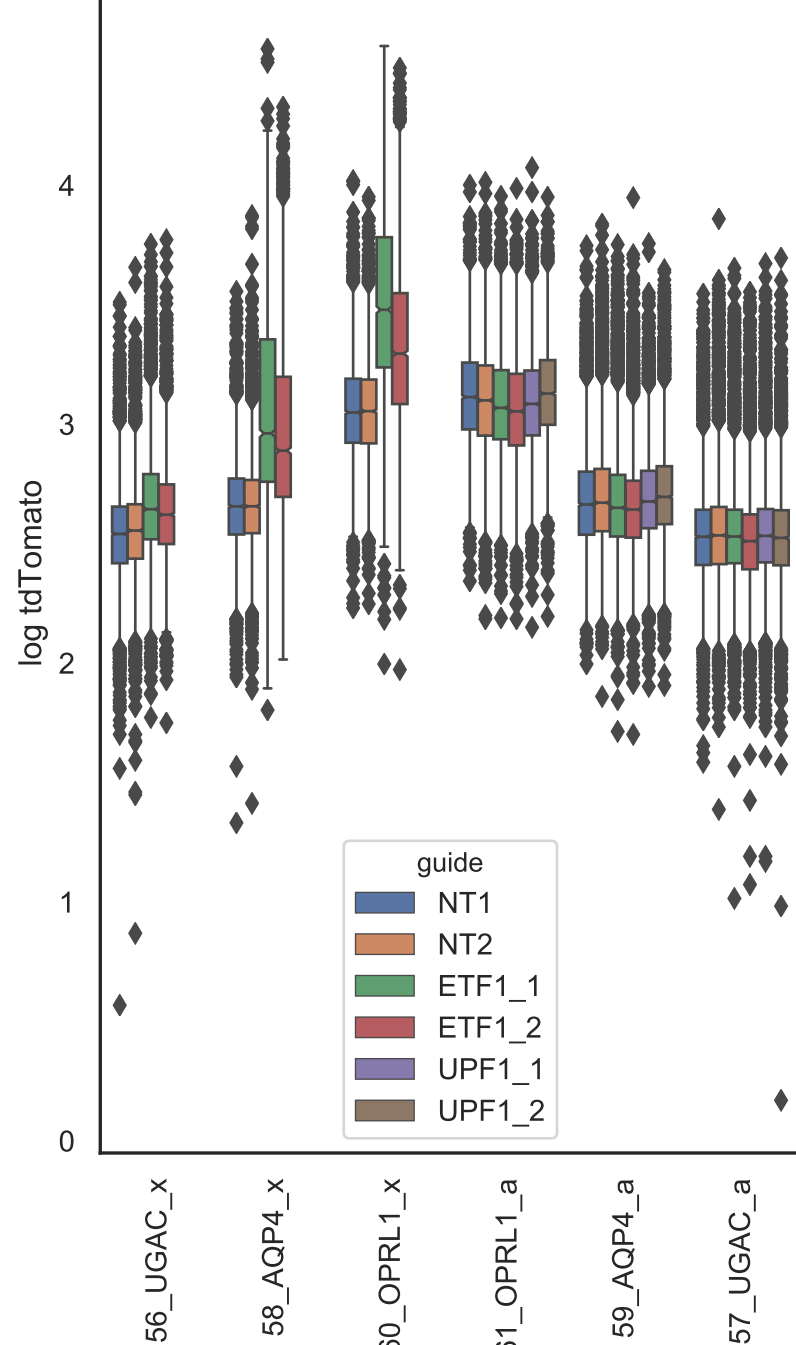 log tdTomato
4
3
2
1
0
guide
NT1
NT2
ETF1_1
ETF1_2
UPF1_1
UPF1_2
56_UGAC_x
58_AQP4_x
60_OPRL1_x
61_OPRL1_a
59_AQP4_a
57_UGAC_a